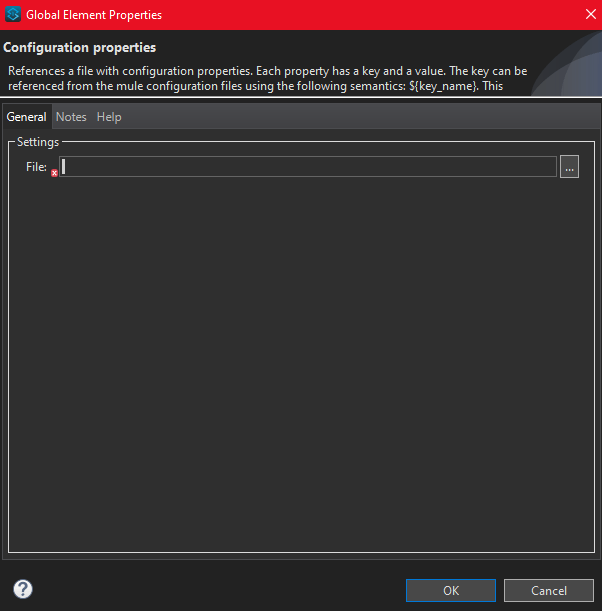 Global Element Properties
Configuration properties
References a file with configuration properties. Each property has a key and a value. The key can be
referenced from the mule configuration files using the following semantics: ${key_name}. This
General Notes Help
Settings
File:
...
OK Cancel